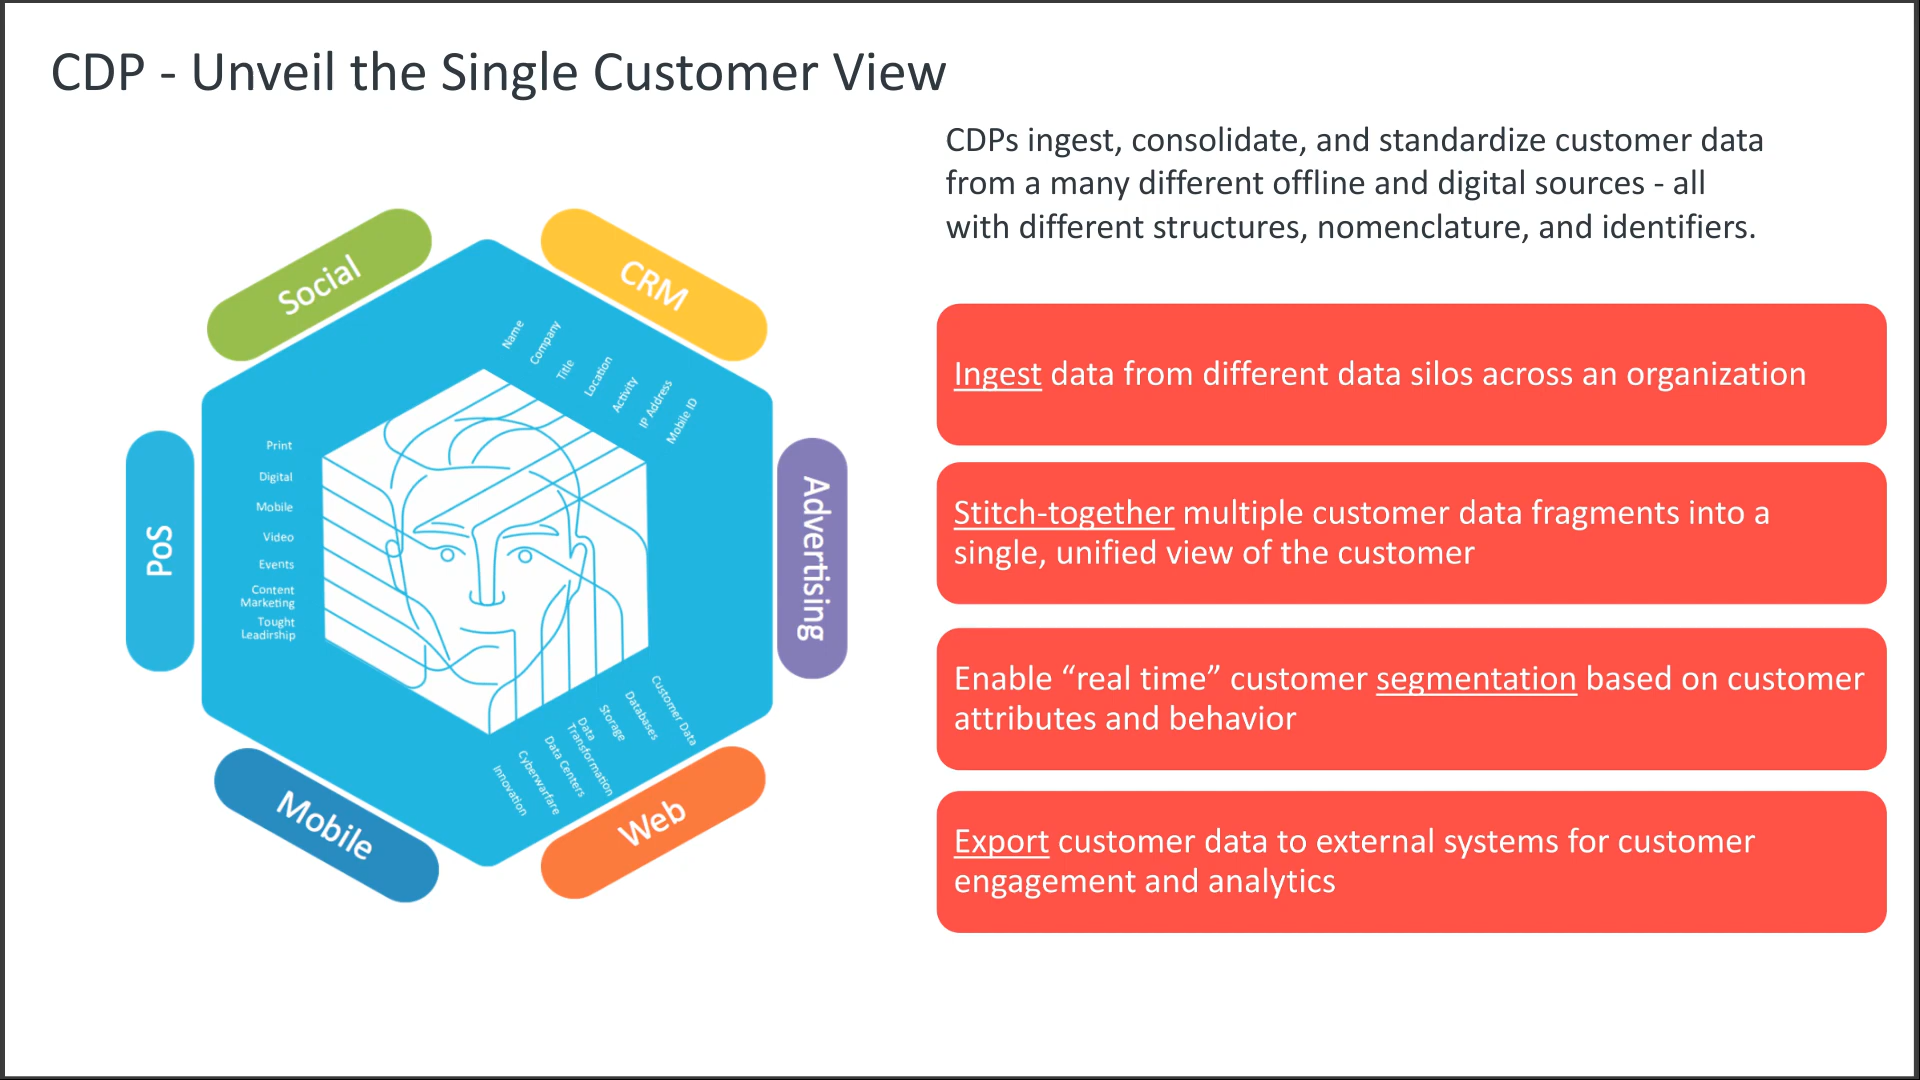 CDP - Unveil the Single Customer View
CDPs ingest, consolidate, and standardize customer data
from a many different offline and digital sources - all
with different structures, nomenclature, and identifiers.
Social
CRM
PoS
Advertising
Mobile
Web
Name
Company
Title
Location
Activity
IP Address
Mobile ID
Print
Digital
Mobile
Video
Events
Content
Marketing
Tought
Leadirship
Customer Data
Databases
Storage
Data
Transformation
Data Centers
Cyberwarfare
Innovation
Ingest data from different data silos across an organization
Stitch-together multiple customer data fragments into a
single, unified view of the customer
Enable “real time” customer segmentation based on customer
attributes and behavior
Export customer data to external systems for customer
engagement and analytics